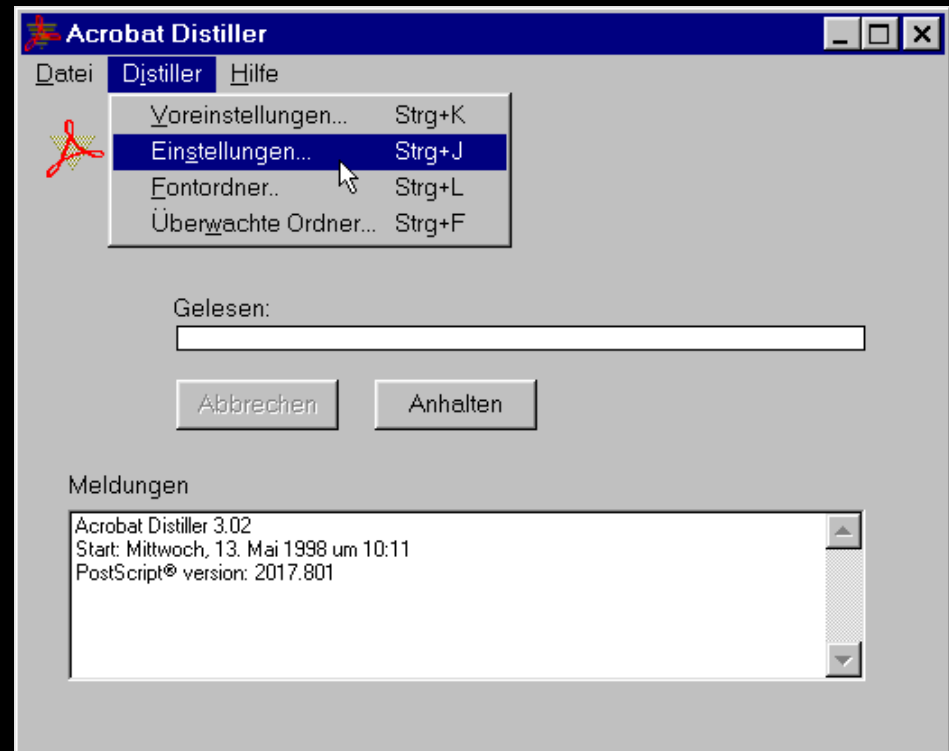 Acrobat Distiller
Datei Distiller Hilfe
Voreinstellungen... Strg+K
Einstellungen... Strg+J
Fontordner.. Strg+L
Überwachte Ordner... Strg+F
Gelesen:
Abbrechen Anhalten
Meldungen
Acrobat Distiller 3.02
Start: Mittwoch, 13. Mai 1998 um 10:11
PostScript® version: 2017.801